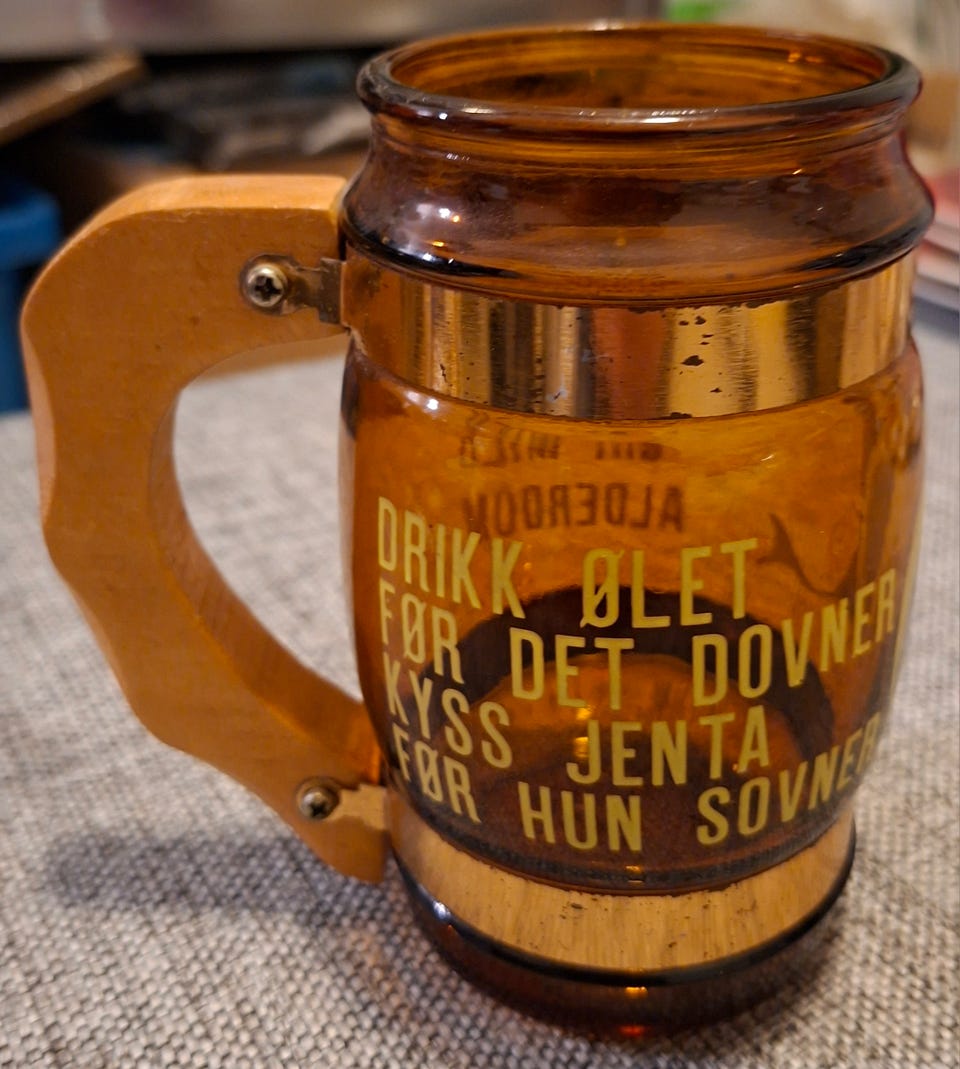 DRIKK ØLET
FØR DET DOVNER
KYSS JENTA
FØR HUN SOVNER